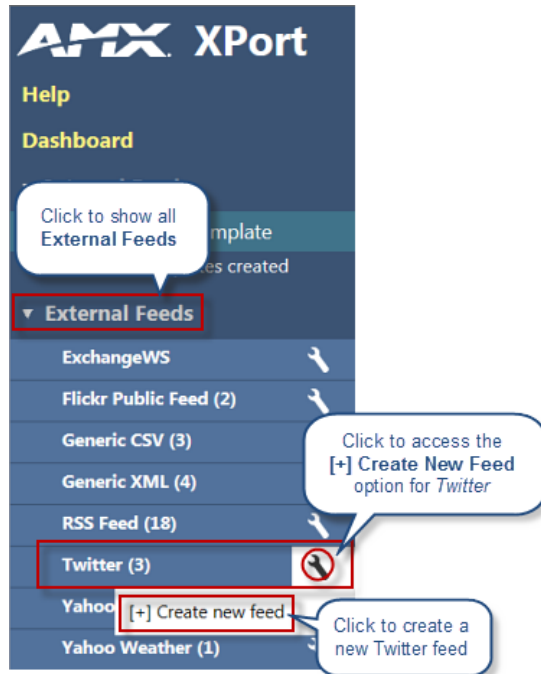 AMX XPort
Help
Dashboard
Click to show all
External Feeds
mplate
tes created
▾ External Feeds
ExchangeWS
Flickr Public Feed (2)
Generic CSV (3)
Click to access the
[+] Create New Feed
option for Twitter
Generic XML (4)
RSS Feed (18)
Twitter (3)
Yahoo
[+] Create new feed
Click to create a
new Twitter feed
Yahoo Weather (1)